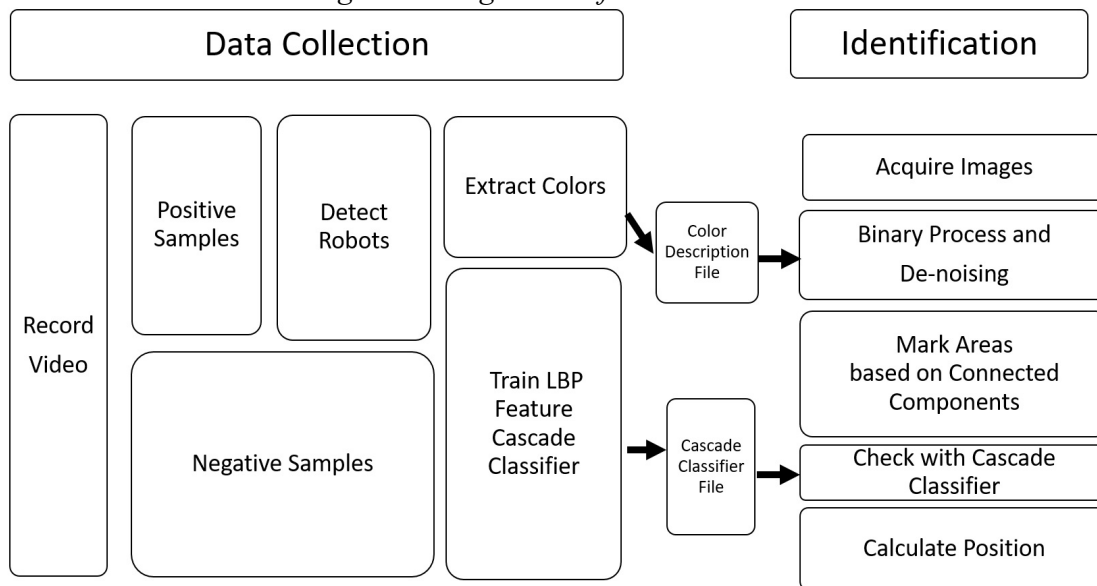 Data Collection
Identification
Record
Video
Positive
Samples
Detect
Robots
Negative Samples
Extract Colors
Train LBP
Feature
Cascade
Classifier
Color
Description
File
Cascade
Classifier
File
Acquire Images
Binary Process and
De-noising
Mark Areas
based on Connected
Components
Check with Cascade
Classifier
Calculate Position